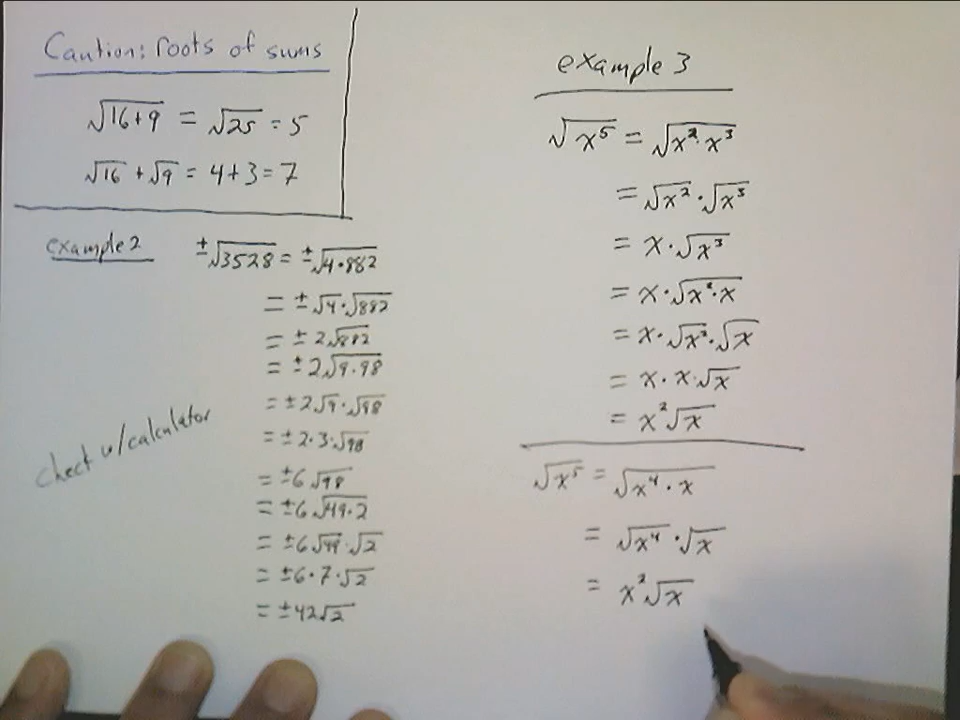 Caution: roots of sums
√16+9 = √25 = 5
√16 + √9 = 4+3 = 7
example 2
±√3528 = ±√4·882
= ±√4·√882
= ±2√882
= ±2√9·98
= ±2√9·√98
= ±2·3·√98
= ±6√98
= ±6√49·2
= ±6√49·√2
= ±6·7·√2
= ±42√2
check w/calculator
example 3
√x⁵ = √x²·x³
= √x²·√x³
= x·√x³
= x·√x²·x
= x·√x²·√x
= x·x·√x
= x²√x
√x⁵ = √x⁴·x
= √x⁴·√x
= x²√x